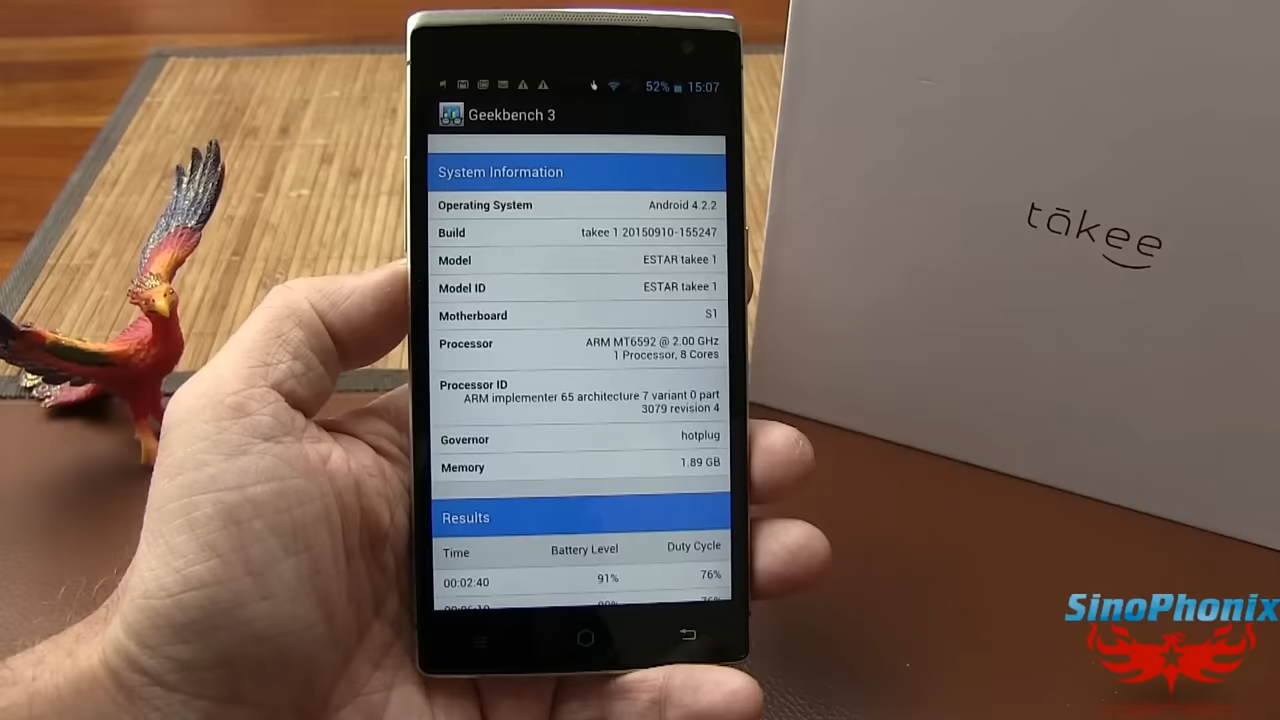 52% 15:07
Geekbench 3
System Information
Operating System Android 4.2.2
Build takee 1 20150910-155247
Model ESTAR takee 1
Model ID ESTAR takee 1
Motherboard S1
Processor ARM MT6592 @ 2.00 GHz
1 Processor, 8 Cores
Processor ID
ARM implementer 65 architecture 7 variant 0 part
3079 revision 4
Governor hotplug
Memory 1.89 GB
Results
Time Battery Level Duty Cycle
00:02:40 91% 76%
tākee
SinoPhonix